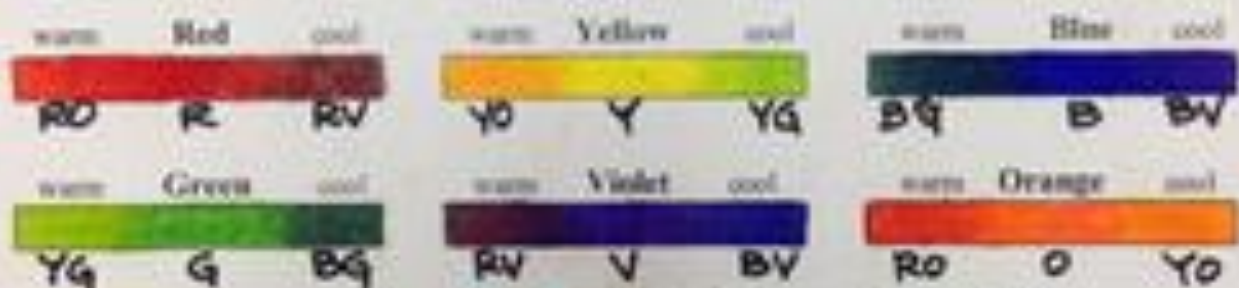 warm Red cool warm Yellow cool warm Blue cool
RO R RV YO Y YG BG B BV
warm Green cool warm Violet cool warm Orange cool
YG G BG RV V BV RO O YO